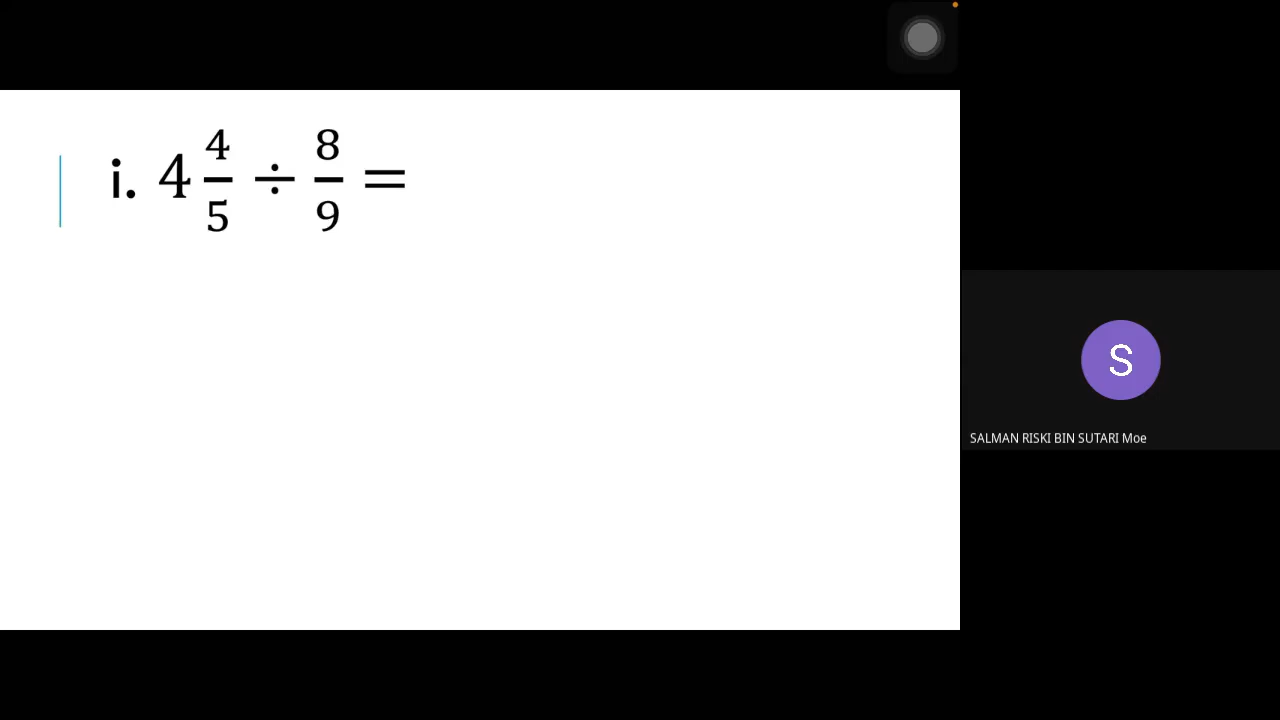 i. 4 4/5 ÷ 8/9 =
S
SALMAN RISKI BIN SUTARI Moe